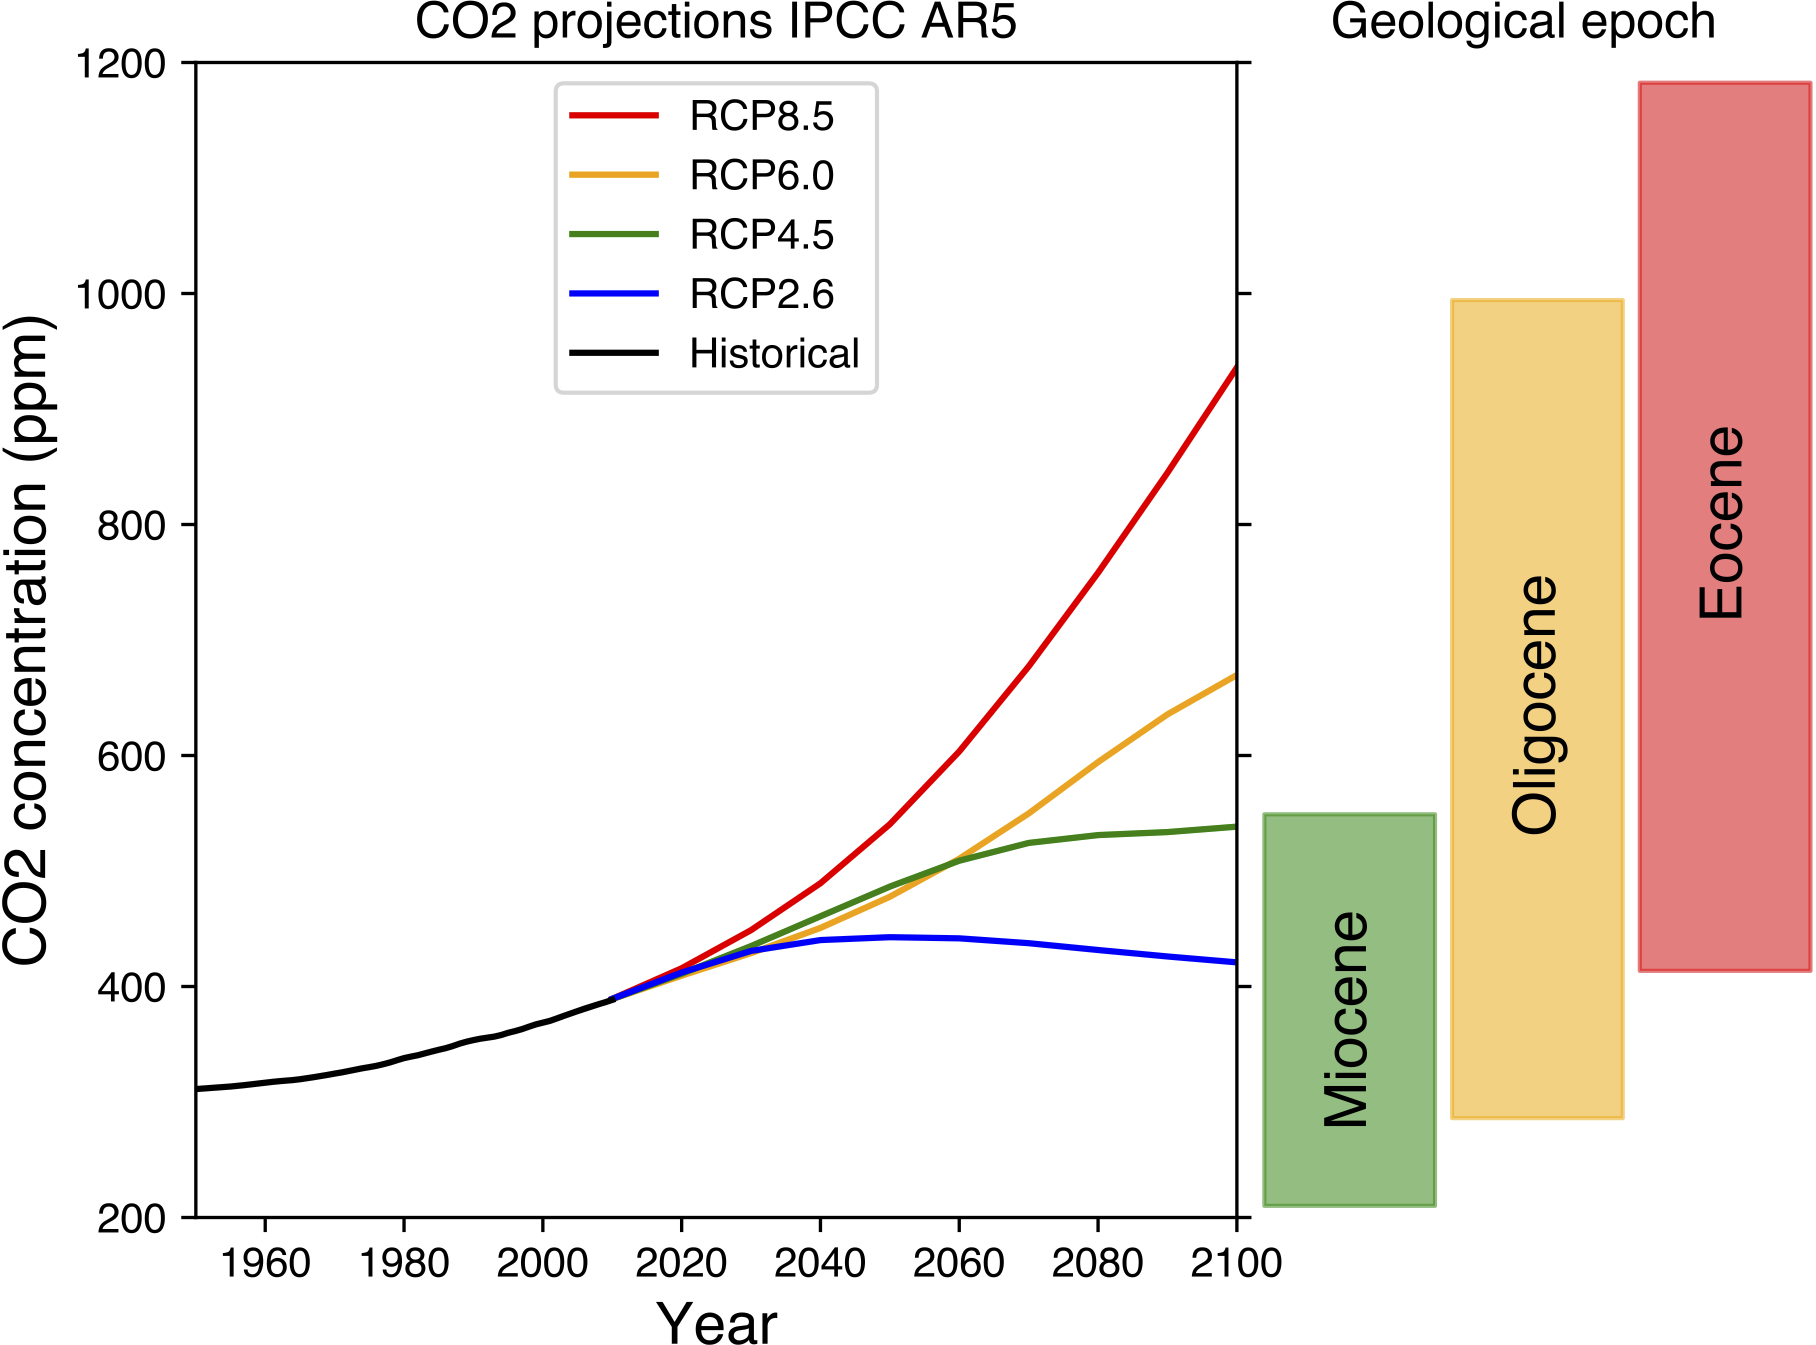 CO2 projections IPCC AR5
Geological epoch
CO2 concentration (ppm)
1200
1000
800
600
400
200
RCP8.5
RCP6.0
RCP4.5
RCP2.6
Historical
Miocene
Oligocene
Eocene
1960 1980 2000 2020 2040 2060 2080 2100
Year